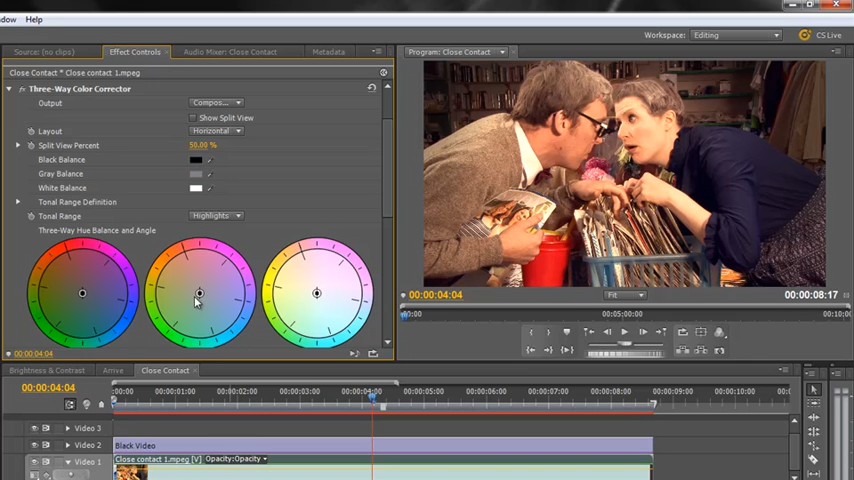 dow Help
Workspace: Editing CS Live
Source: (no clips) Effect Controls Audio Mixer: Close Contact Metadata
Program: Close Contact
Close Contact * Close contact 1.mpeg
Three-Way Color Corrector
Output Compos...
Show Split View
Layout Horizontal
Split View Percent 50.00 %
Black Balance
Gray Balance
White Balance
Tonal Range Definition
Tonal Range Highlights
Three-Way Hue Balance and Angle
00:00:04:04 Fit 00:00:08:17
00:00 00:05:00:00 00:10:0
00:00:04:04
Brightness & Contrast Arrive Close Contact
00:00:04:04
:00:00 00:00:01:00 00:00:02:00 00:00:03:00 00:00:04:00 00:00:05:00 00:00:06:00 00:00:07:00 00:00:08:00 00:00:09:00 00:00:10:00
Video 3
Video 2 Black Video
Video 1 Close contact 1.mpeg [V] Opacity:Opacity